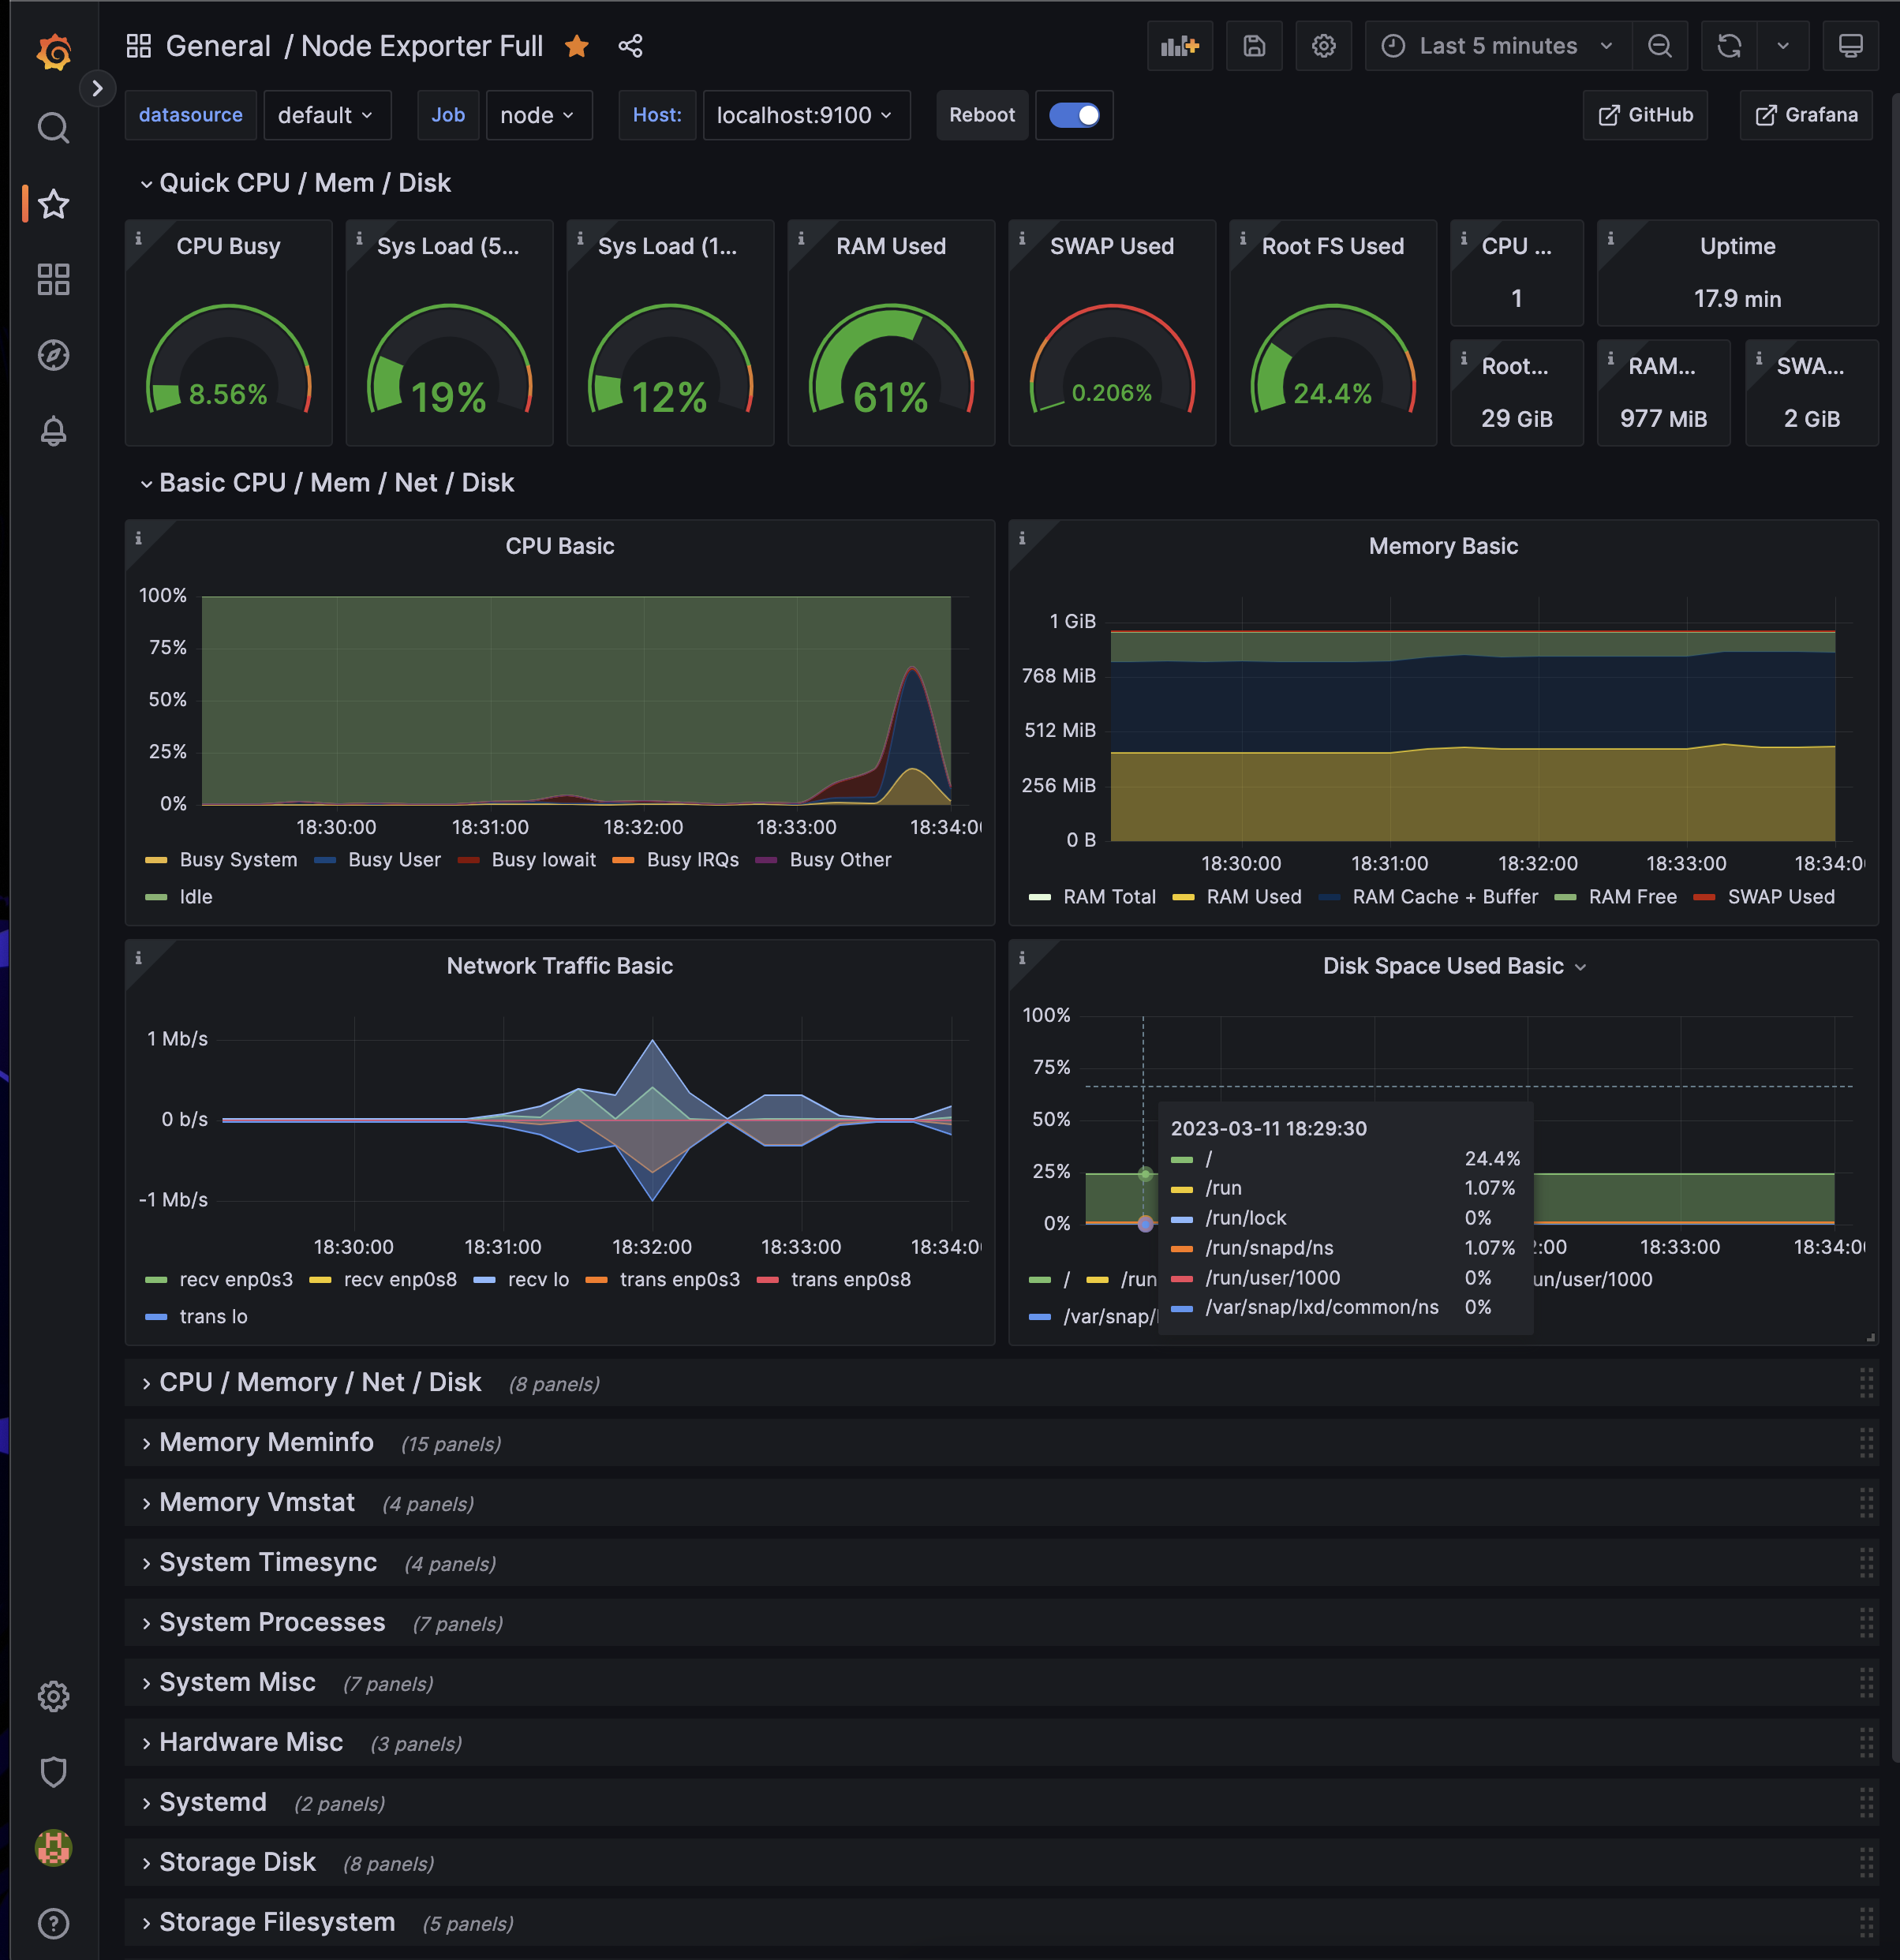 General / Node Exporter Full
Last 5 minutes
datasource default Job node Host: localhost:9100 Reboot GitHub Grafana
Quick CPU / Mem / Disk
CPU Busy
8.56%
Sys Load (5...
19%
Sys Load (1...
12%
RAM Used
61%
SWAP Used
0.206%
Root FS Used
24.4%
CPU ...
1
Uptime
17.9 min
Root...
29 GiB
RAM...
977 MiB
SWA...
2 GiB
Basic CPU / Mem / Net / Disk
CPU Basic
100%
75%
50%
25%
0%
18:30:00 18:31:00 18:32:00 18:33:00 18:34:0
Busy System Busy User Busy Iowait Busy IRQs Busy Other
Idle
Memory Basic
1 GiB
768 MiB
512 MiB
256 MiB
0 B
18:30:00 18:31:00 18:32:00 18:33:00 18:34:0
RAM Total RAM Used RAM Cache + Buffer RAM Free SWAP Used
Network Traffic Basic
1 Mb/s
0 b/s
-1 Mb/s
18:30:00 18:31:00 18:32:00 18:33:00 18:34:0
recv enp0s3 recv enp0s8 recv lo trans enp0s3 trans enp0s8
trans lo
Disk Space Used Basic
100%
75%
50%
25%
0%
2:00 18:33:00 18:34:0
/ /run un/user/1000
/var/snap/
2023-03-11 18:29:30
/ 24.4%
/run 1.07%
/run/lock 0%
/run/snapd/ns 1.07%
/run/user/1000 0%
/var/snap/lxd/common/ns 0%
CPU / Memory / Net / Disk (8 panels)
Memory Meminfo (15 panels)
Memory Vmstat (4 panels)
System Timesync (4 panels)
System Processes (7 panels)
System Misc (7 panels)
Hardware Misc (3 panels)
Systemd (2 panels)
Storage Disk (8 panels)
Storage Filesystem (5 panels)